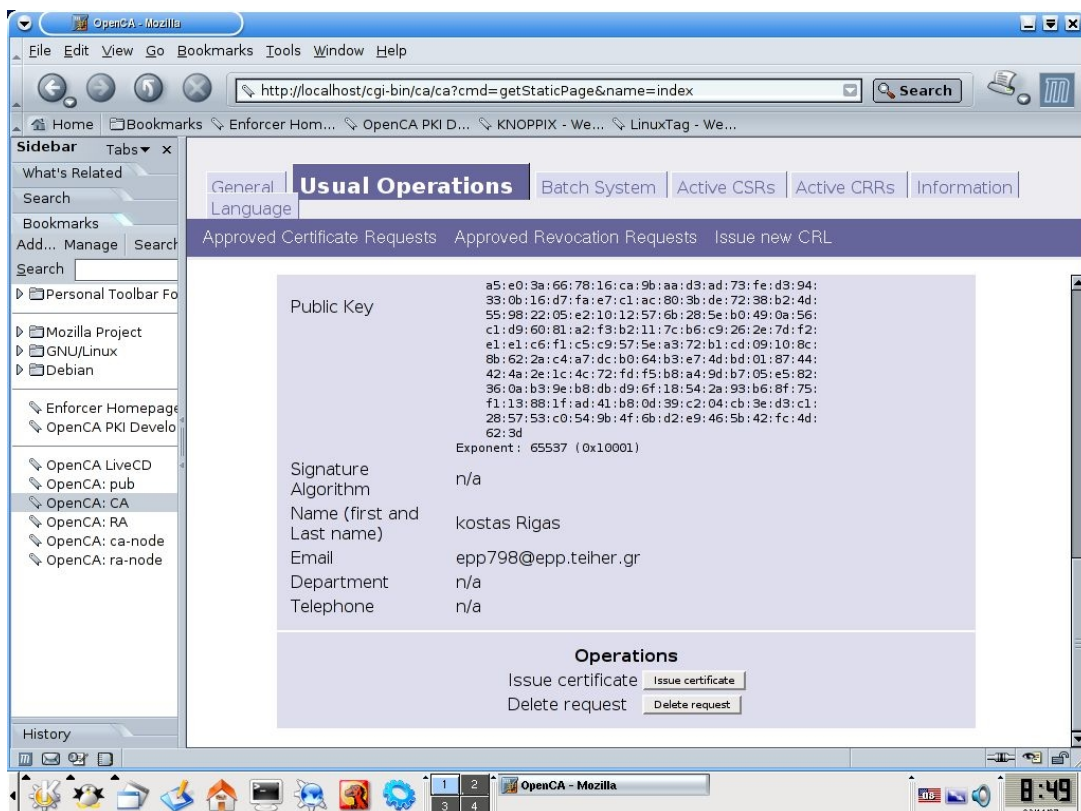 OpenCA - Mozilla
File Edit View Go Bookmarks Tools Window Help
http://localhost/cgi-bin/ca/ca?cmd=getStaticPage&name=index
Search
Home Bookmarks Enforcer Hom... OpenCA PKI D... KNOPPIX - We... LinuxTag - We...
Sidebar Tabs x
What's Related
Search
Bookmarks
Add... Manage Search
Search
Personal Toolbar Fo
Mozilla Project
GNU/Linux
Debian
Enforcer Homepage
OpenCA PKI Develo
OpenCA LiveCD
OpenCA: pub
OpenCA: CA
OpenCA: RA
OpenCA: ca-node
OpenCA: ra-node
History
General Usual Operations Batch System Active CSRs Active CRRs Information
Language
Approved Certificate Requests Approved Revocation Requests Issue new CRL
Public Key
a5:e0:3a:66:78:16:ca:9b:aa:d3:ad:73:fe:d3:94:
33:0b:16:d7:fa:e7:c1:ac:80:3b:de:72:38:b2:4d:
55:98:22:05:e2:10:12:57:6b:28:5e:b0:49:0a:56:
c1:d9:60:81:a2:f3:b2:11:7c:b6:c9:26:2e:7d:f2:
e1:e1:c6:f1:c5:c9:57:5e:a3:72:b1:cd:09:10:8c:
8b:62:2a:c4:a7:dc:b0:64:b3:e7:4d:bd:01:87:44:
42:4a:2e:1c:4c:72:fd:f5:b8:a4:9d:b7:05:e5:82:
36:0a:b3:9e:b8:db:d9:6f:18:54:2a:93:b6:8f:75:
f1:13:88:1f:ad:41:b8:0d:39:c2:04:cb:3e:d3:c1:
28:57:53:c0:54:9b:4f:6b:d2:e9:46:5b:42:fc:4d:
62:3d
Exponent: 65537 (0x10001)
Signature Algorithm n/a
Name (first and Last name) kostas Rigas
Email epp798@epp.teiher.gr
Department n/a
Telephone n/a
Operations
Issue certificate Issue certificate
Delete request Delete request
1 2
3 4
OpenCA - Mozilla
8:49